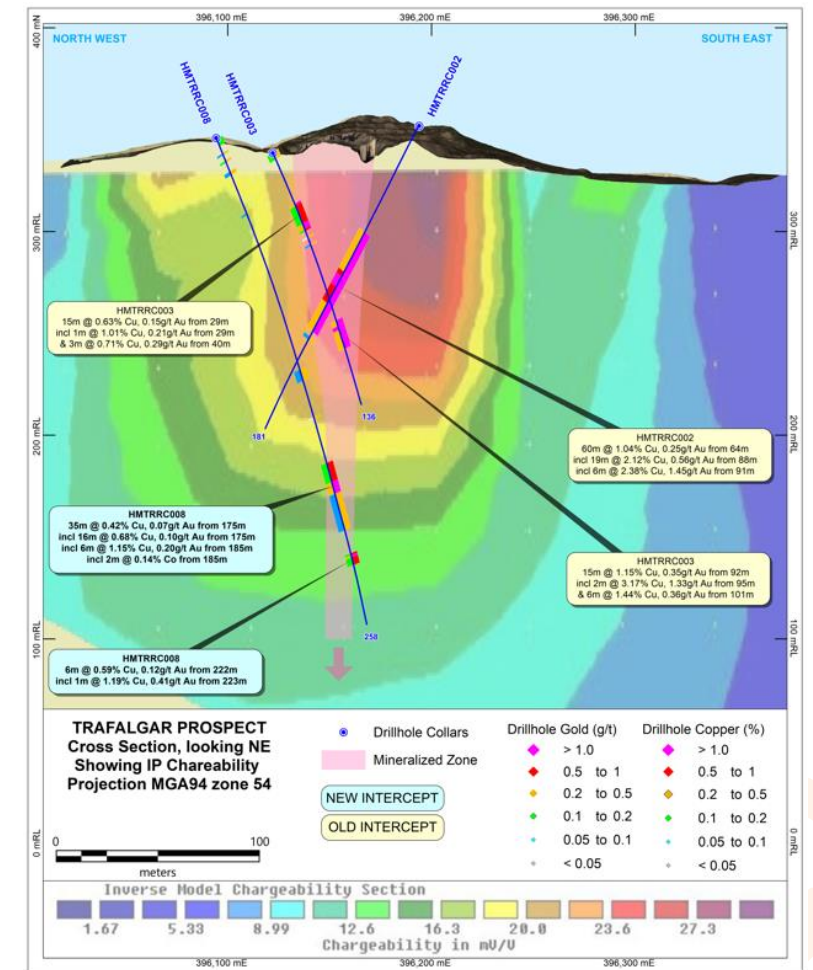 396,100 mE
396,200 mE
396,300 mE
400 mN
NORTH WEST
SOUTH EAST
HMTRRC008
HMTRRC003
HMTRRC002
300 mRL
300 mRL
HMTRRC003
15m @ 0.63% Cu, 0.15g/t Au from 29m
incl 1m @ 1.01% Cu, 0.21g/t Au from 29m
& 3m @ 0.71% Cu, 0.29g/t Au from 40m
136
181
200 mRL
200 mRL
HMTRRC002
60m @ 1.04% Cu, 0.25g/t Au from 64m
incl 19m @ 2.12% Cu, 0.56g/t Au from 88m
incl 6m @ 2.38% Cu, 1.45g/t Au from 91m
HMTRRC008
35m @ 0.42% Cu, 0.07g/t Au from 175m
incl 16m @ 0.68% Cu, 0.10g/t Au from 175m
incl 6m @ 1.15% Cu, 0.20g/t Au from 185m
incl 2m @ 0.14% Co from 185m
HMTRRC003
15m @ 1.15% Cu, 0.35g/t Au from 92m
incl 2m @ 3.17% Cu, 1.33g/t Au from 95m
& 6m @ 1.44% Cu, 0.36g/t Au from 101m
258
100 mRL
100 mRL
HMTRRC008
6m @ 0.59% Cu, 0.12g/t Au from 222m
incl 1m @ 1.19% Cu, 0.41g/t Au from 223m
TRAFALGAR PROSPECT
Cross Section, looking NE
Showing IP Chareability
Projection MGA94 zone 54
0 100
meters
Drillhole Collars
Mineralized Zone
NEW INTERCEPT
OLD INTERCEPT
Drillhole Gold (g/t)
> 1.0
0.5 to 1
0.2 to 0.5
0.1 to 0.2
0.05 to 0.1
< 0.05
Drillhole Copper (%)
> 1.0
0.5 to 1
0.2 to 0.5
0.1 to 0.2
0.05 to 0.1
< 0.05
0 mRL
0 mRL
Inverse Model Chargeability Section
1.67 5.33 8.99 12.6 16.3 20.0 23.6 27.3
Chargeability in mV/V
396,100 mE
396,200 mE
396,300 mE